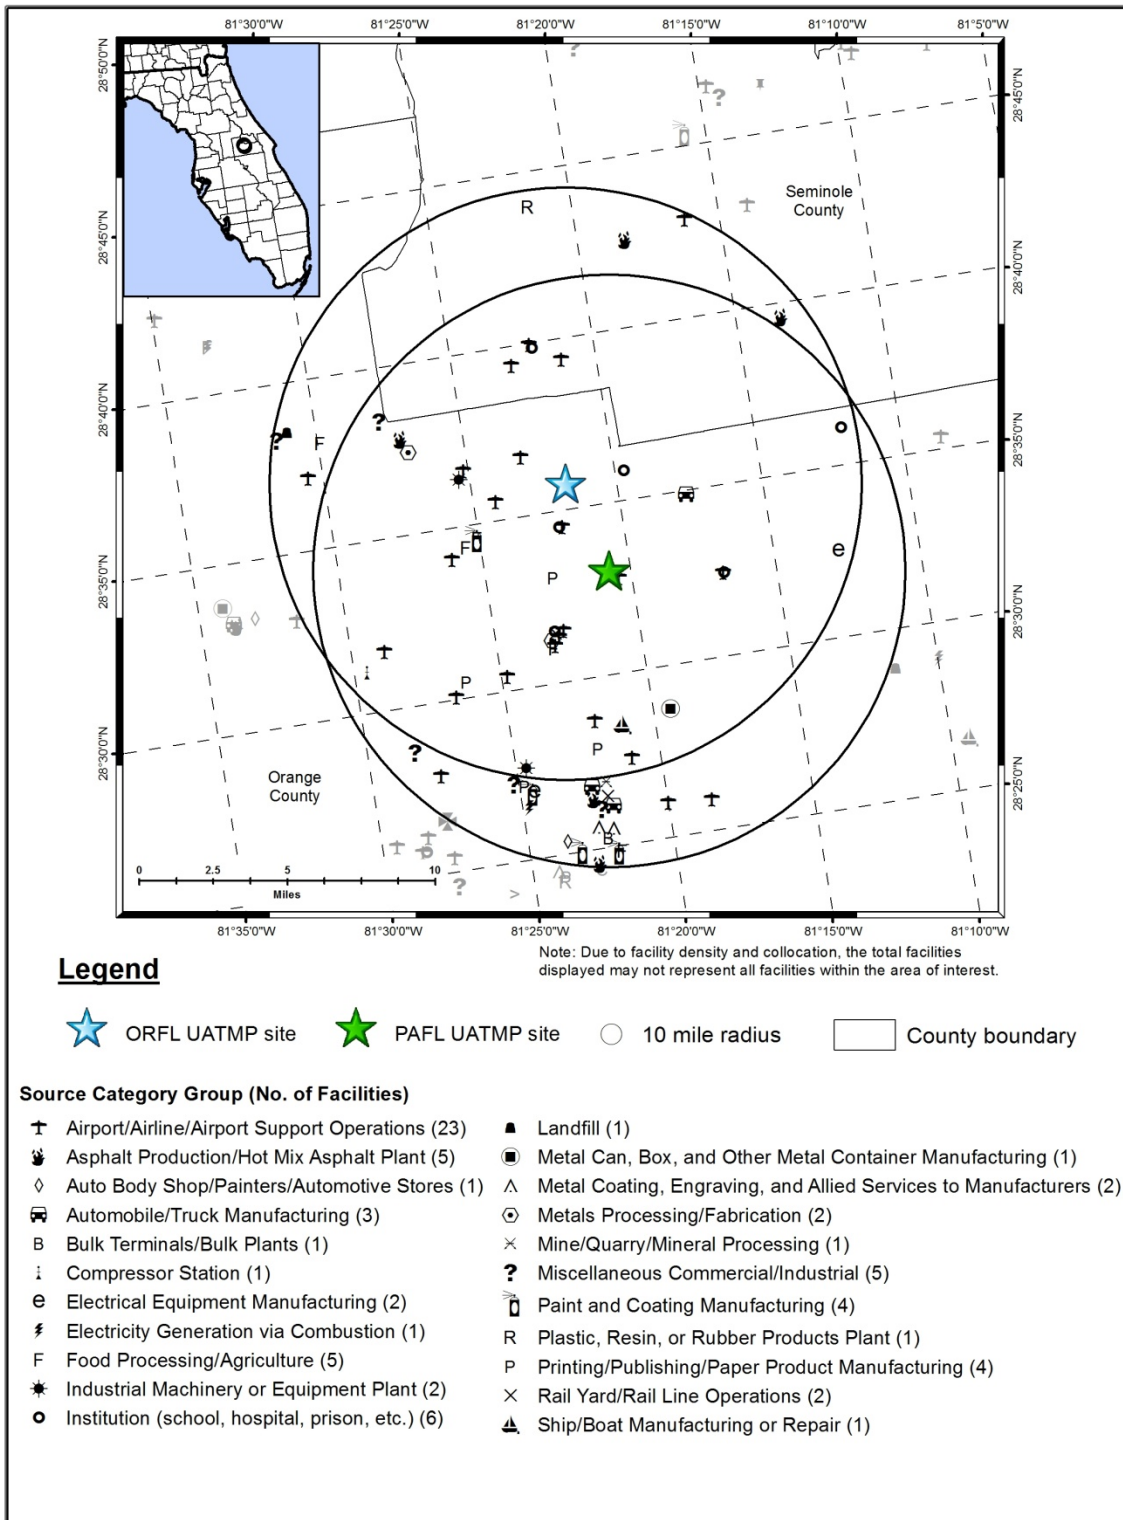 81°30'0"W 81°25'0"W 81°20'0"W 81°15'0"W 81°10'0"W 81°5'0"W
28°50'0"N
28°45'0"N
28°40'0"N
28°35'0"N
28°30'0"N
28°45'0"N
28°40'0"N
28°35'0"N
28°30'0"N
28°25'0"N
Seminole
County
R
F
F
P
e
P
P
Orange
County
P
e
B
R
0 2.5 5 10
Miles
81°35'0"W 81°30'0"W 81°25'0"W 81°20'0"W 81°15'0"W 81°10'0"W
Note: Due to facility density and collocation, the total facilities
displayed may not represent all facilities within the area of interest.
Legend
ORFL UATMP site PAFL UATMP site 10 mile radius County boundary
Source Category Group (No. of Facilities)
Airport/Airline/Airport Support Operations (23)
Asphalt Production/Hot Mix Asphalt Plant (5)
Auto Body Shop/Painters/Automotive Stores (1)
Automobile/Truck Manufacturing (3)
B Bulk Terminals/Bulk Plants (1)
Compressor Station (1)
e Electrical Equipment Manufacturing (2)
Electricity Generation via Combustion (1)
F Food Processing/Agriculture (5)
Industrial Machinery or Equipment Plant (2)
Institution (school, hospital, prison, etc.) (6)
Landfill (1)
Metal Can, Box, and Other Metal Container Manufacturing (1)
Metal Coating, Engraving, and Allied Services to Manufacturers (2)
Metals Processing/Fabrication (2)
Mine/Quarry/Mineral Processing (1)
? Miscellaneous Commercial/Industrial (5)
Paint and Coating Manufacturing (4)
R Plastic, Resin, or Rubber Products Plant (1)
P Printing/Publishing/Paper Product Manufacturing (4)
Rail Yard/Rail Line Operations (2)
Ship/Boat Manufacturing or Repair (1)